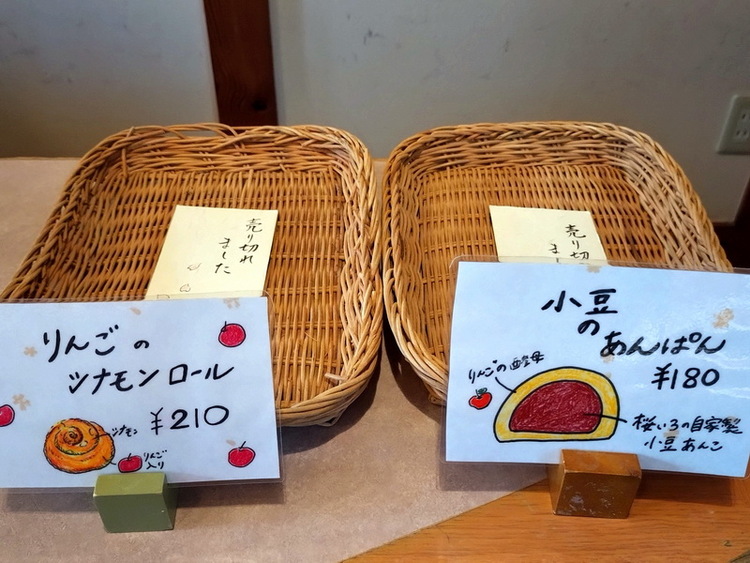 売り切れ
ました
売り切れ
ま
りんごの
シナモンロール
¥210
シナモン
りんご
入り
小豆
の
あんぱん
¥180
りんごの酵母
桜いろの自家製
小豆あんこ